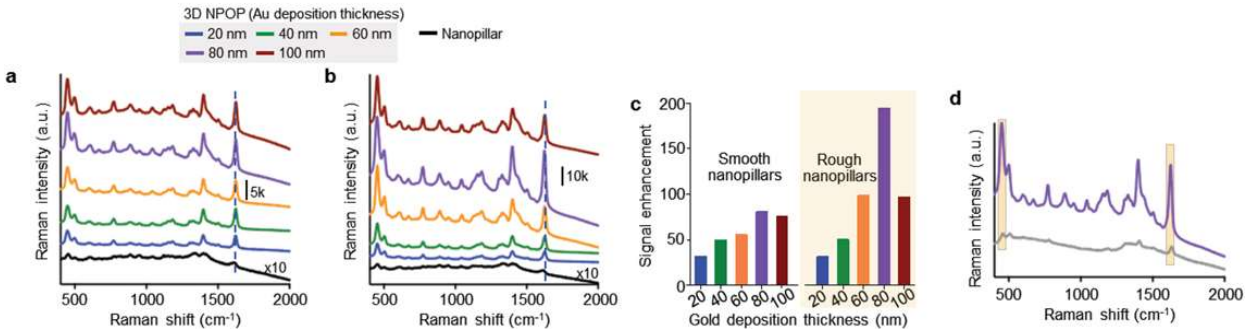 3D NPOP (Au deposition thickness)
20 nm 40 nm 60 nm Nanopillar
80 nm 100 nm
a
Raman intensity (a.u.)
5k
x10
500 1000 1500 2000
Raman shift (cm⁻¹)
b
Raman intensity (a.u.)
10k
x10
500 1000 1500 2000
Raman shift (cm⁻¹)
c
Signal enhancement
200
150
100
50
0
Smooth
nanopillars
Rough
nanopillars
20 40 60 80 100 20 40 60 80 100
Gold deposition thickness (nm)
d
Raman intensity (a.u.)
500 1000 1500 2000
Raman shift (cm⁻¹)